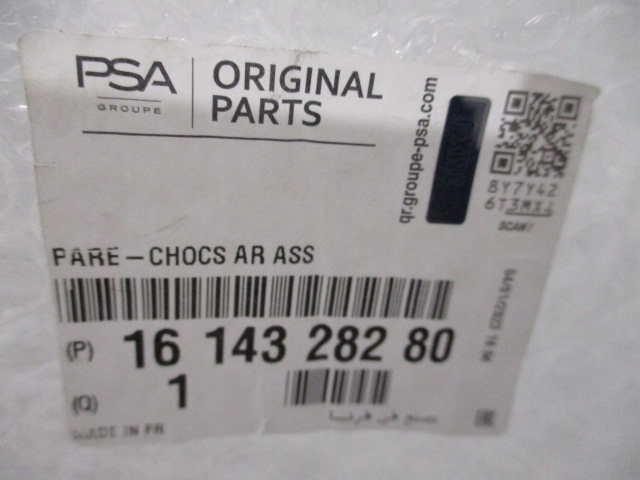 PSA
GROUPE
ORIGINAL
PARTS
qr.groupe-psa.com
8Y7Y42
6T3MXJ
SCAN!
PARE-CHOCS AR ASS
(P) 16 143 282 80
(Q) 1
MADE IN FR
صنع في فرنسا